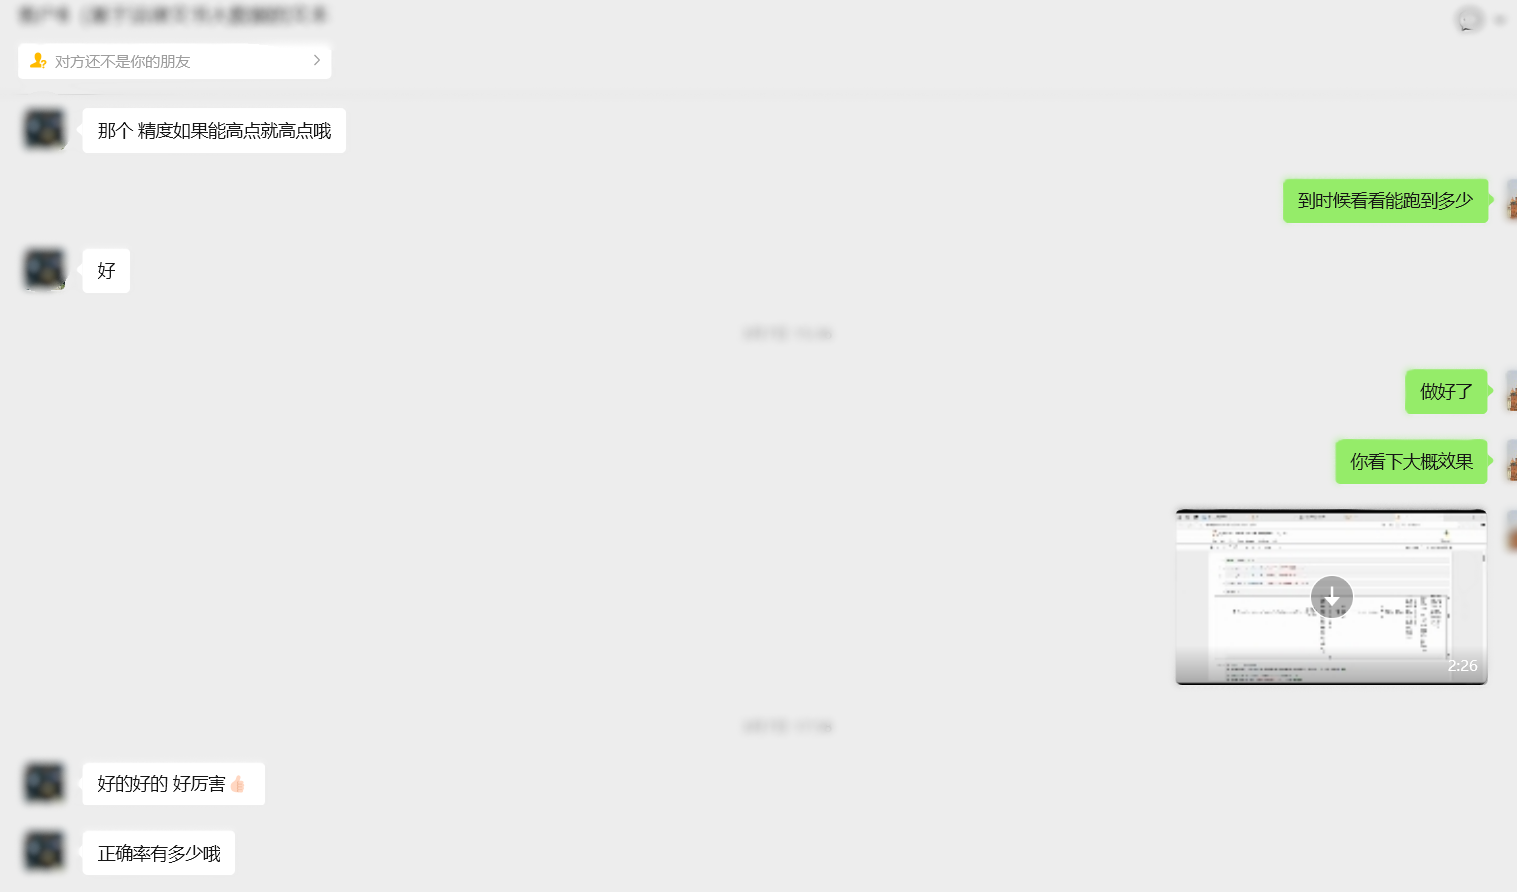 对方还不是你的朋友
那个 精度如果能高点就高点哦
到时候看看能跑到多少
好
做好了
你看下大概效果
2:26
好的好的 好厉害👍🏻
正确率有多少哦